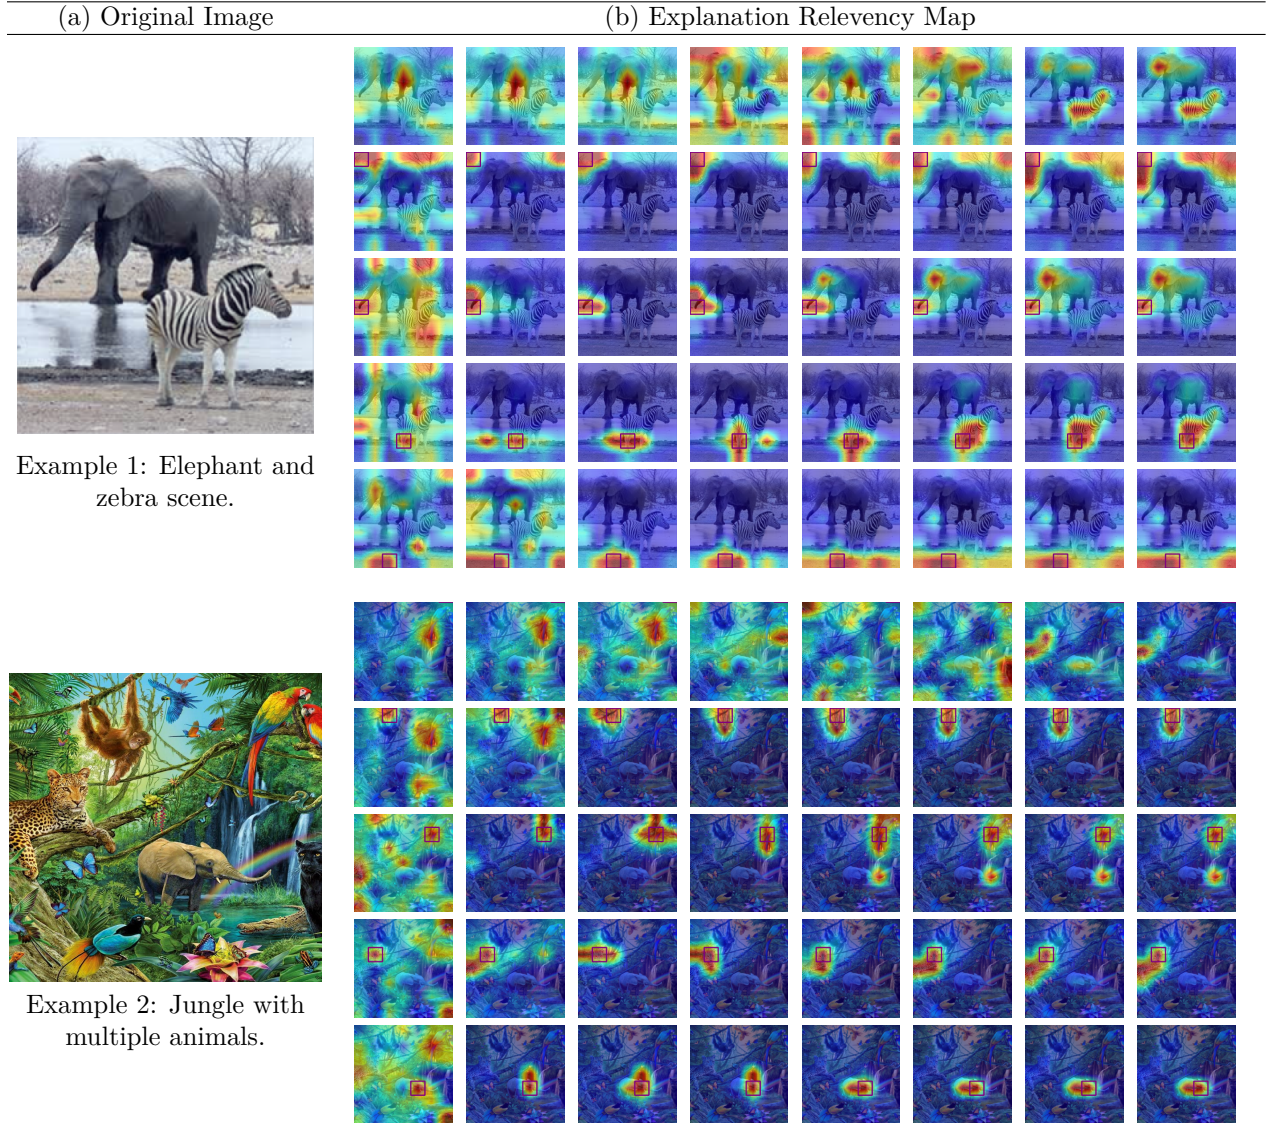 (a) Original Image
(b) Explanation Relevency Map
Example 1: Elephant and
zebra scene.
Example 2: Jungle with
multiple animals.